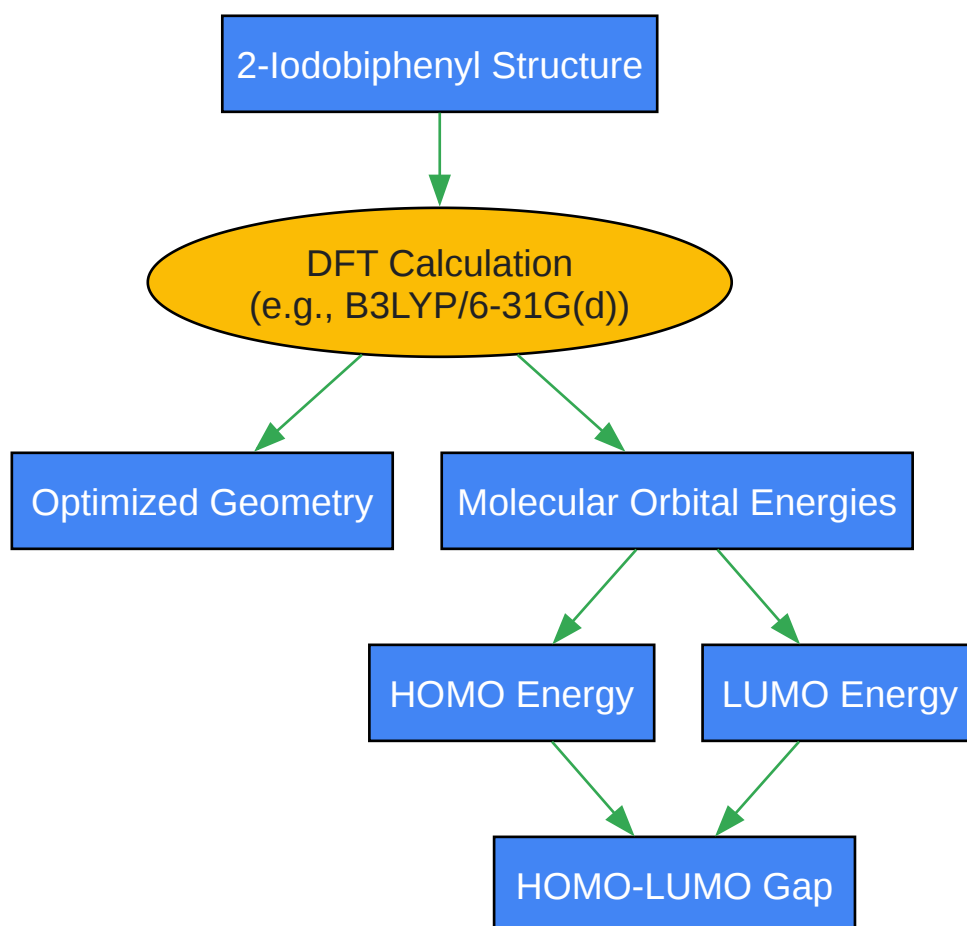 2-Iodobiphenyl Structure
DFT Calculation
(e.g., B3LYP/6-31G(d))
Optimized Geometry
Molecular Orbital Energies
HOMO Energy
LUMO Energy
HOMO-LUMO Gap